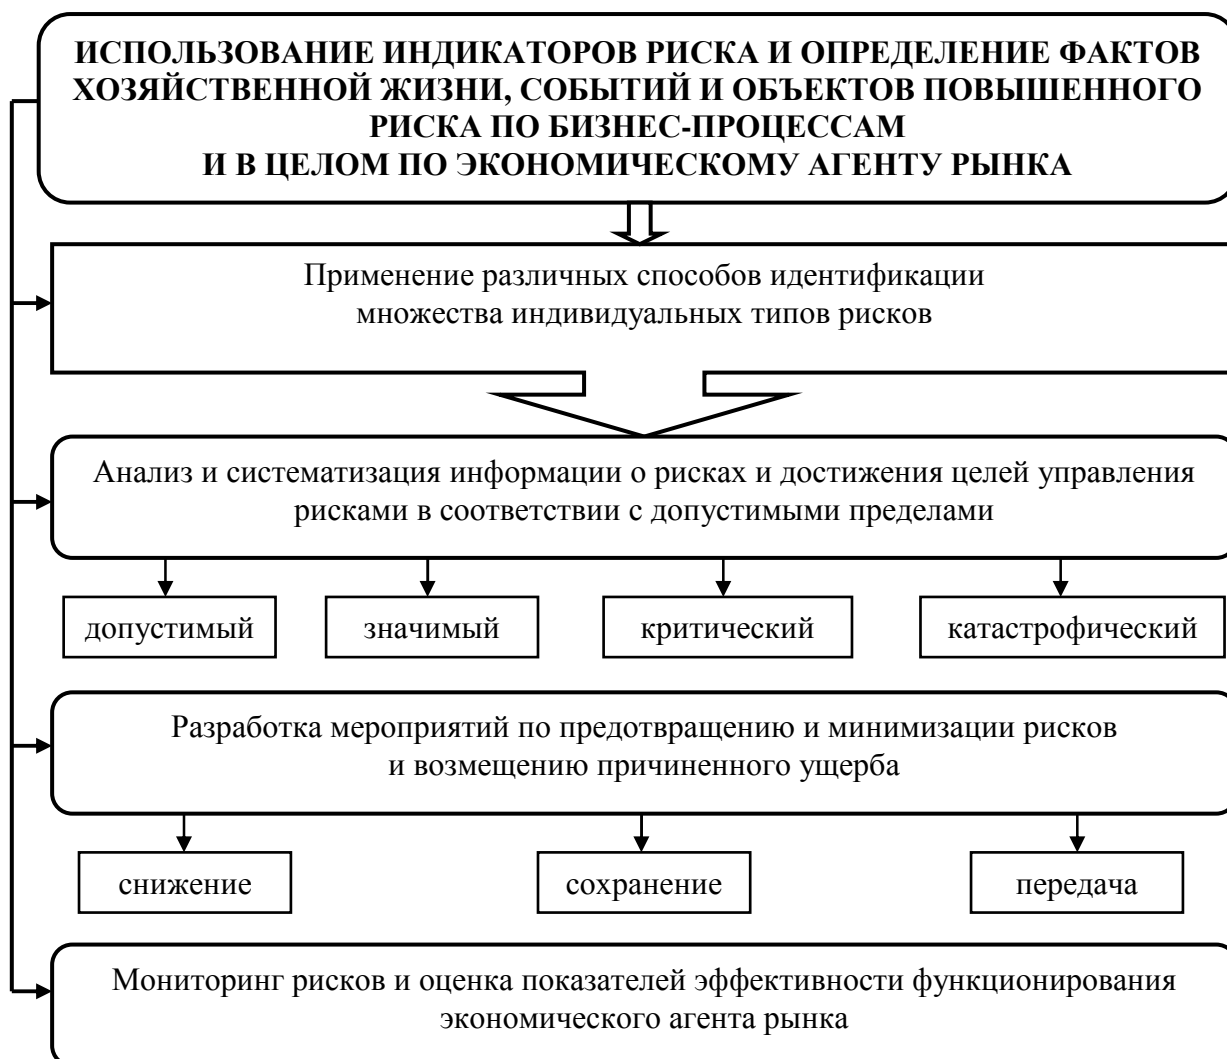 ИСПОЛЬЗОВАНИЕ ИНДИКАТОРОВ РИСКА И ОПРЕДЕЛЕНИЕ ФАКТОВ
ХОЗЯЙСТВЕННОЙ ЖИЗНИ, СОБЫТИЙ И ОБЪЕКТОВ ПОВЫШЕННОГО
РИСКА ПО БИЗНЕС-ПРОЦЕССАМ
И В ЦЕЛОМ ПО ЭКОНОМИЧЕСКОМУ АГЕНТУ РЫНКА
Применение различных способов идентификации
множества индивидуальных типов рисков
Анализ и систематизация информации о рисках и достижения целей управления
рисками в соответствии с допустимыми пределами
допустимый
значимый
критический
катастрофический
Разработка мероприятий по предотвращению и минимизации рисков
и возмещению причиненного ущерба
снижение
сохранение
передача
Мониторинг рисков и оценка показателей эффективности функционирования
экономического агента рынка